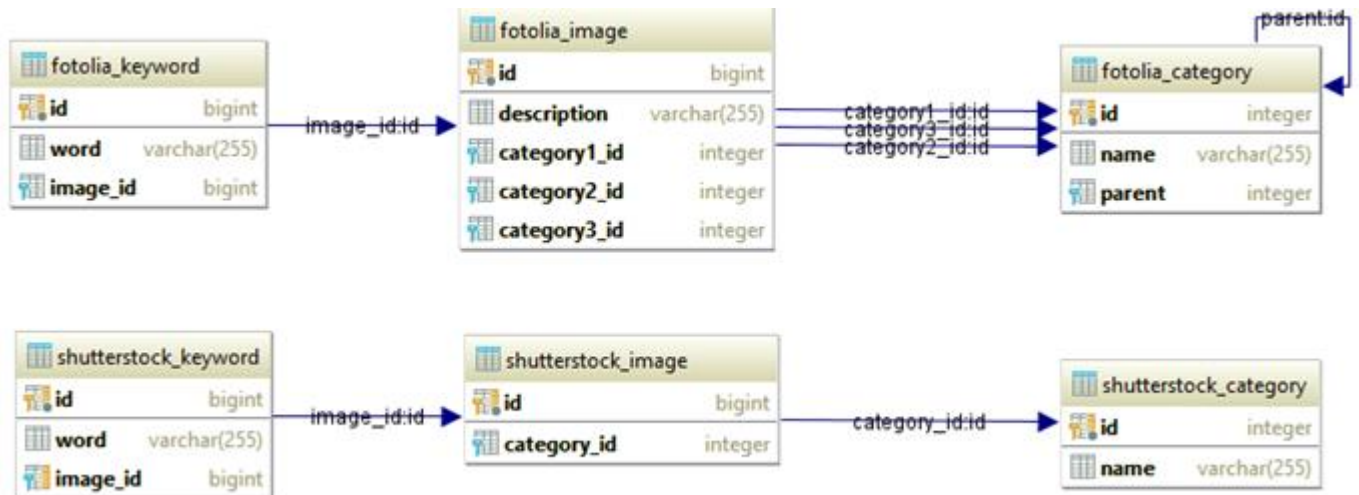 fotolia_keyword
id bigint
word varchar(255)
image_id bigint
image_id:id
fotolia_image
id bigint
description varchar(255)
category1_id integer
category2_id integer
category3_id integer
category1_id:id
category3_id:id
category2_id:id
parent:id
fotolia_category
id integer
name varchar(255)
parent integer
shutterstock_keyword
id bigint
word varchar(255)
image_id bigint
image_id:id
shutterstock_image
id bigint
category_id integer
category_id:id
shutterstock_category
id integer
name varchar(255)